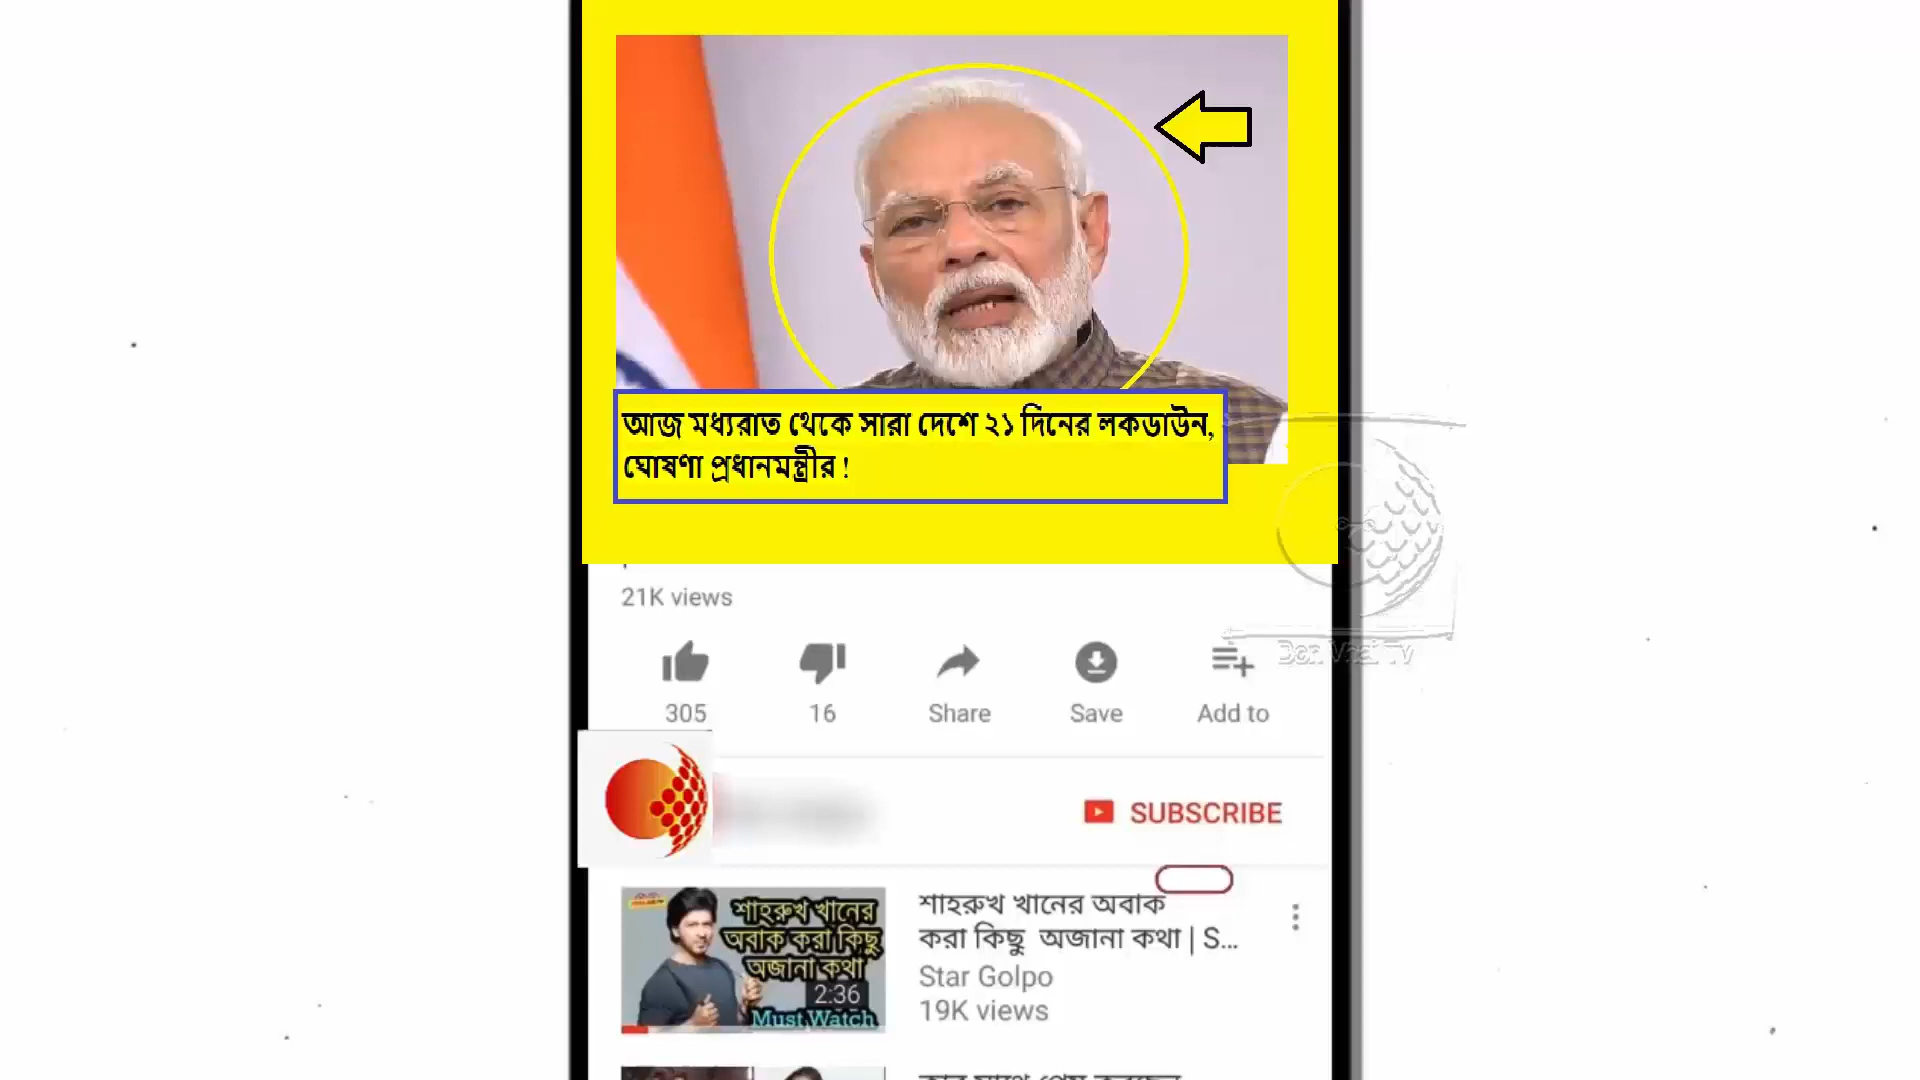 আজ মধ্যরাত থেকে সারা দেশে ২১ দিনের লকডাউন,
ঘোষণা প্রধানমন্ত্রীর !
21K views
305
16
Share
Save
Add to
SUBSCRIBE
শাহরুখ খানের
অবাক করা কিছু
অজানা কথা
2:36
Must Watch
শাহরুখ খানের অবাক
করা কিছু অজানা কথা | S...
Star Golpo
19K views